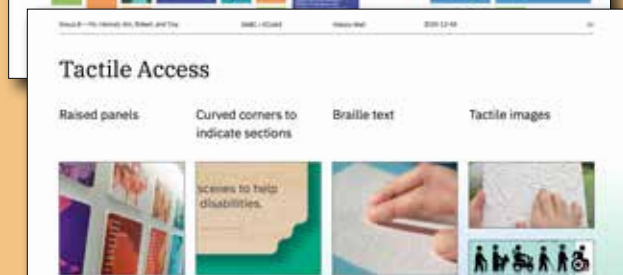 Tactile Access
Raised panels
Curved corners to
indicate sections
Braille text
Tactile images
scenes to help
disabilities.